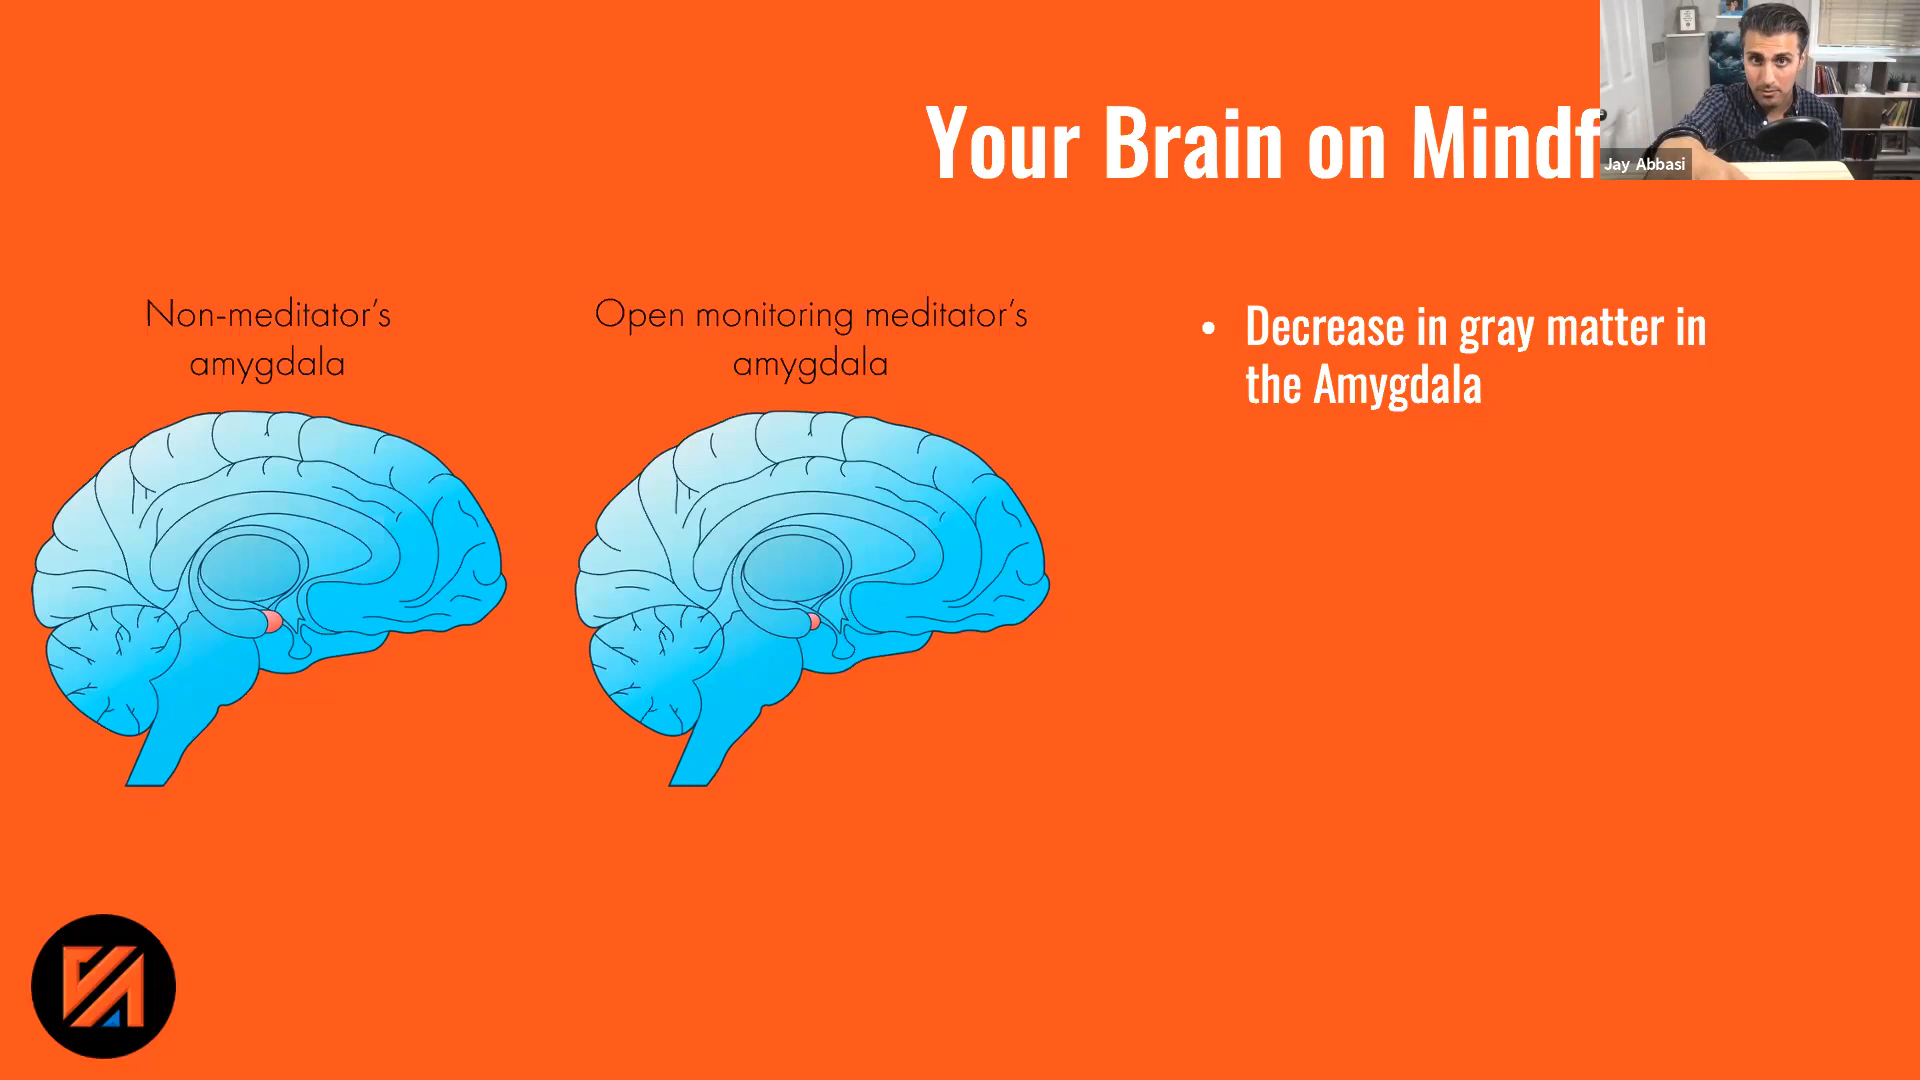 Your Brain on Mindf
Jay Abbasi
Non-meditator's
amygdala
Open monitoring meditator's
amygdala
• Decrease in gray matter in
the Amygdala